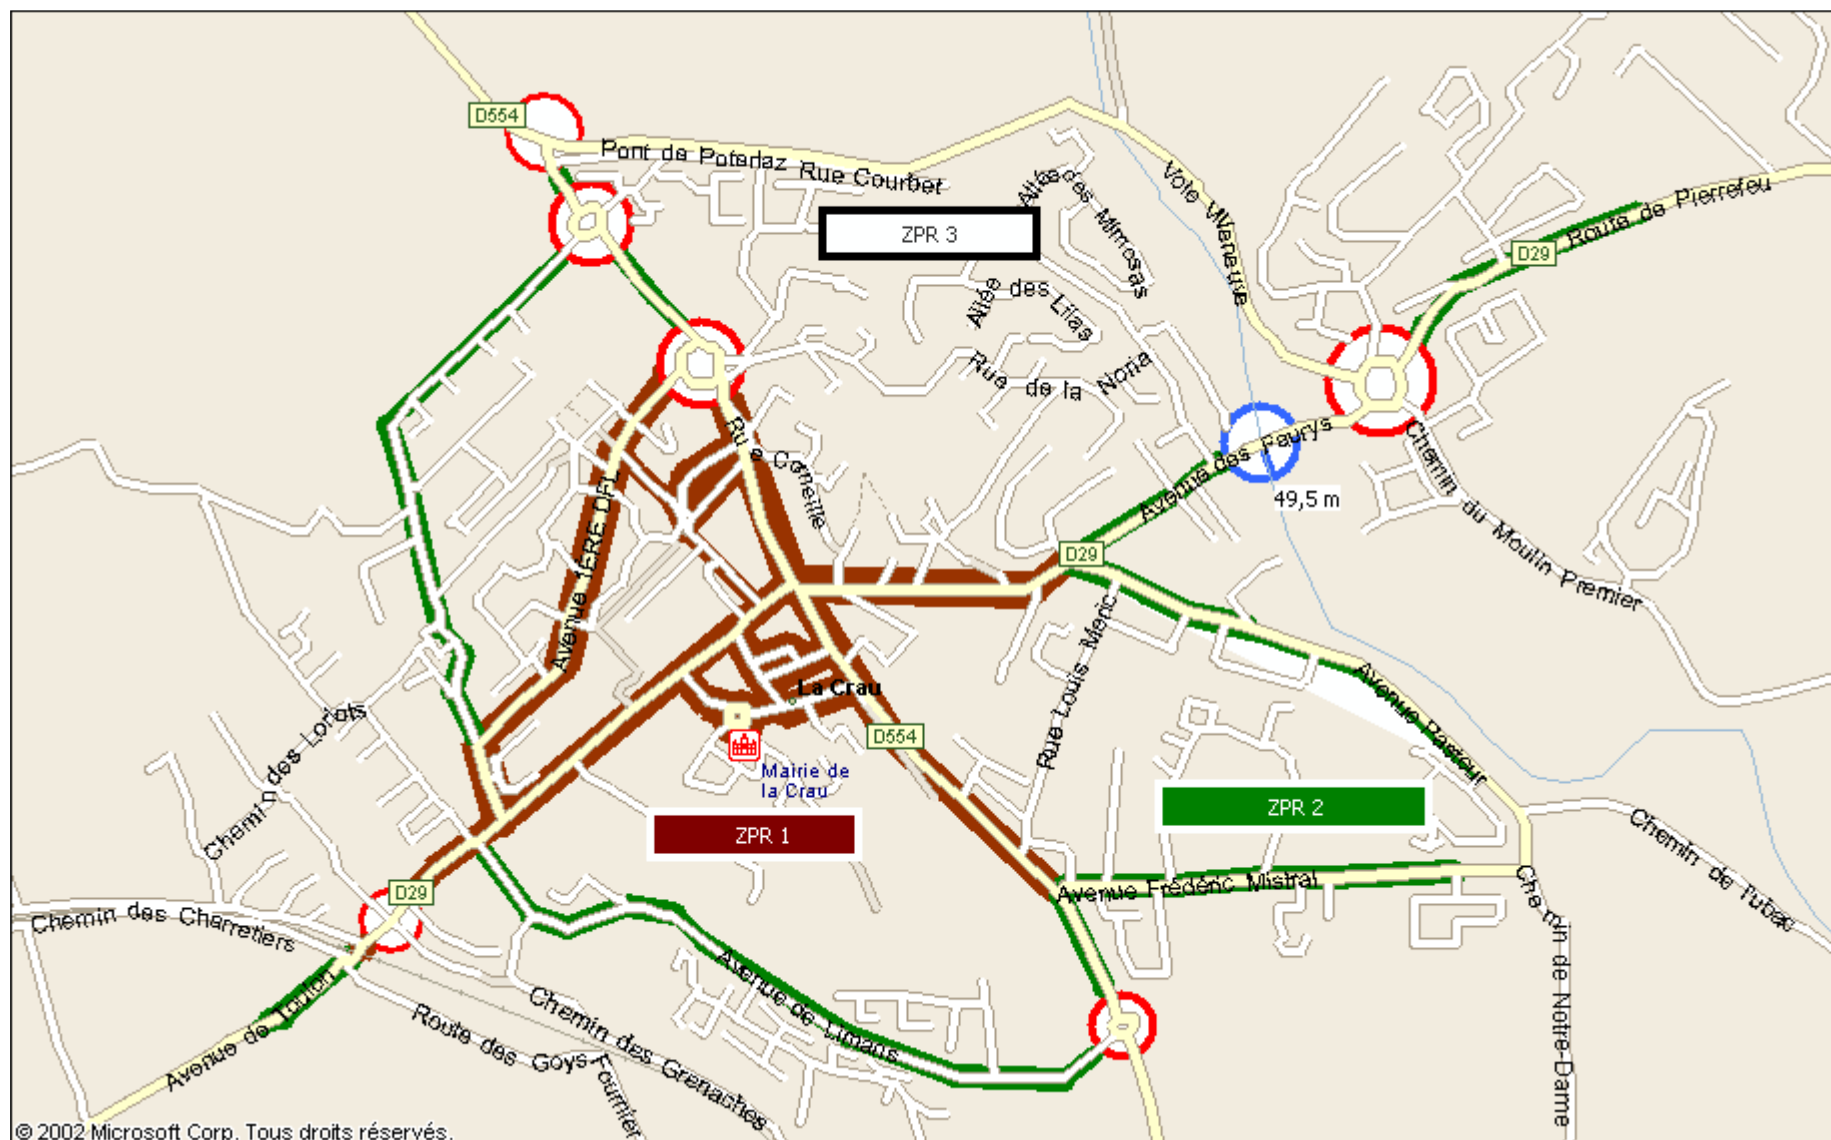 D554
Pont de Poterlaz
Rue Courbet
Allée des Mimosas
Voie Waneuse
Route de Pierrefeu
ZPR 3
D29
Allée des Lilas
Rue de la Noria
Rue Corneille
Avenue des Faurys
49,5 m
Chemin du Moulin Premier
Avenue 1ERE DFL
D29
Rue Louis Meric
Avenue Pasteur
La Crau
D554
Mairie de
la Crau
Chemin des Loriots
ZPR 1
ZPR 2
Chemin de l'ubac
D29
Avenue Frédéric Mistral
Chemin de Notre-Dame
Chemin des Charretiers
Avenue de Toulon
Avenue de Limans
Route des Goys
Fournier
Chemin des Grenaches
© 2002 Microsoft Corp. Tous droits réservés.